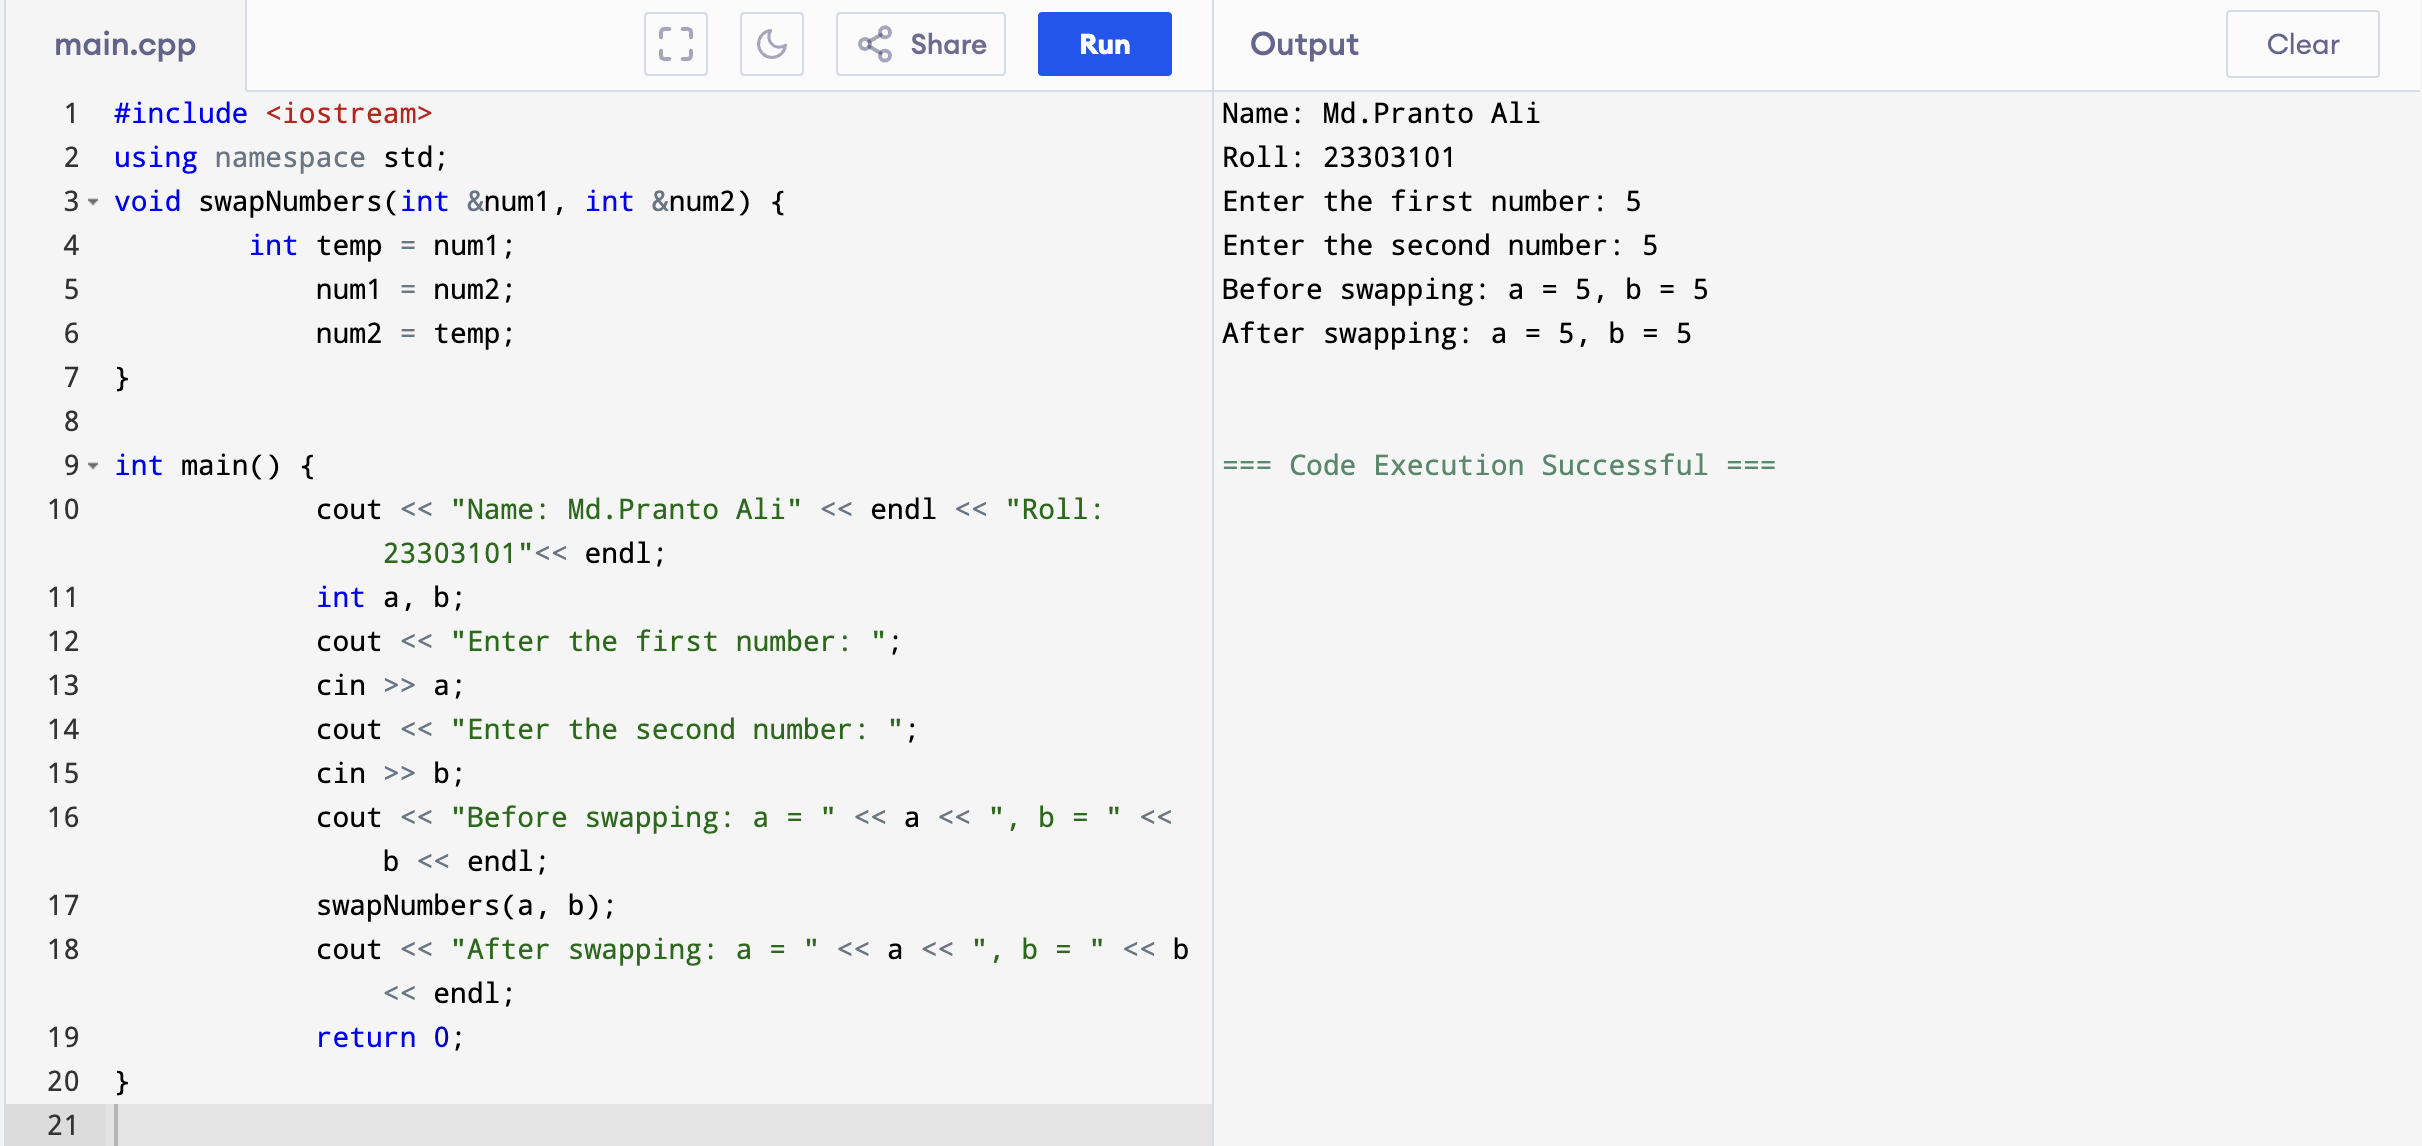 main.cpp
Share
Run
Output
Clear
1 #include <iostream>
2 using namespace std;
3 void swapNumbers(int &num1, int &num2) {
4 int temp = num1;
5 num1 = num2;
6 num2 = temp;
7 }
8
9 int main() {
10 cout << "Name: Md.Pranto Ali" << endl << "Roll:
23303101"<< endl;
11 int a, b;
12 cout << "Enter the first number: ";
13 cin >> a;
14 cout << "Enter the second number: ";
15 cin >> b;
16 cout << "Before swapping: a = " << a << ", b = " <<
b << endl;
17 swapNumbers(a, b);
18 cout << "After swapping: a = " << a << ", b = " << b
<< endl;
19 return 0;
20 }
21
Name: Md.Pranto Ali
Roll: 23303101
Enter the first number: 5
Enter the second number: 5
Before swapping: a = 5, b = 5
After swapping: a = 5, b = 5
=== Code Execution Successful ===